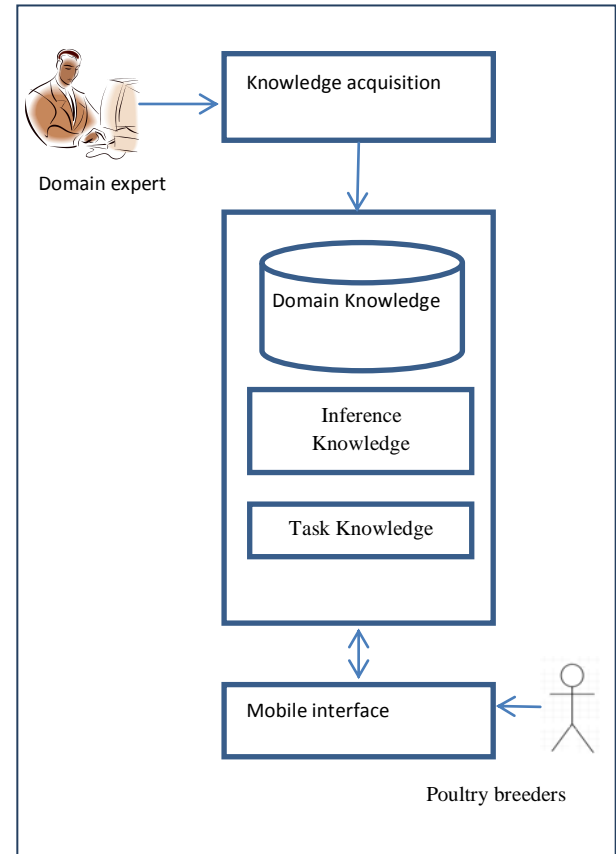 Knowledge acquisition
Domain expert
Domain Knowledge
Inference
Knowledge
Task Knowledge
Mobile interface
Poultry breeders